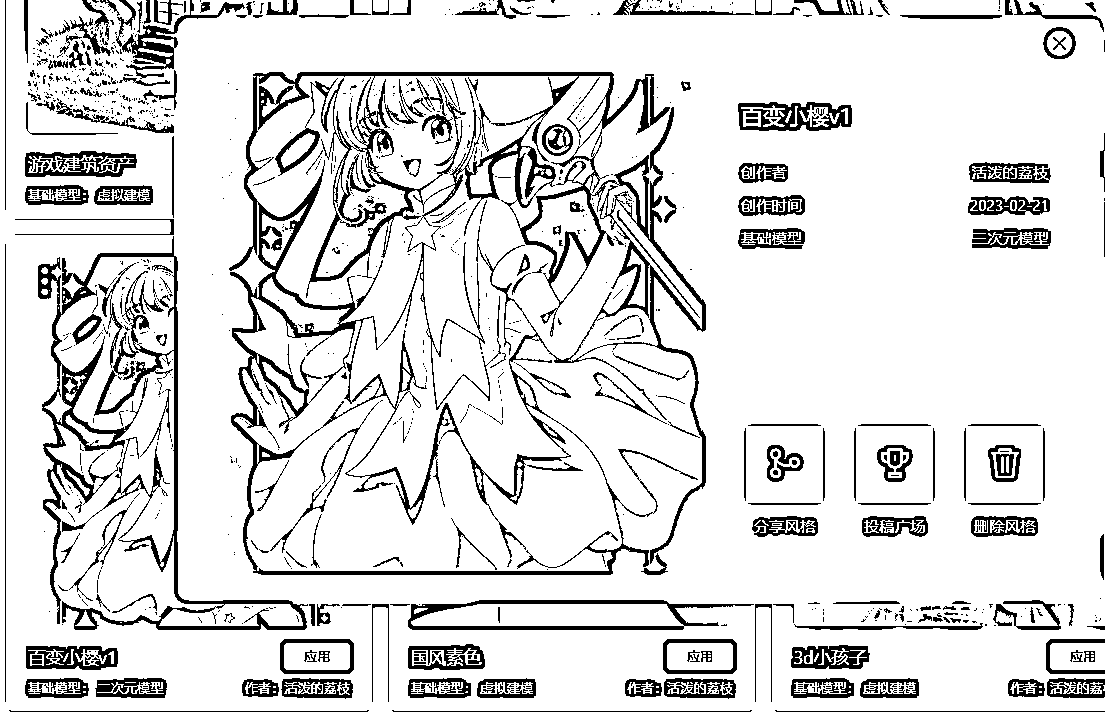 百变小樱v1
创作者 活泼的荔枝
创作时间 2023-02-21
基础模型 二次元模型
分享风格 投稿广场 删除风格
游戏建筑资产
基础模型：虚拟建模
百变小樱v1 应用
基础模型：二次元模型 作者：活泼的荔枝
国风素色 应用
基础模型：虚拟建模 作者：活泼的荔枝
3d小孩子 应用
基础模型：虚拟建模 作者：活泼的荔枝